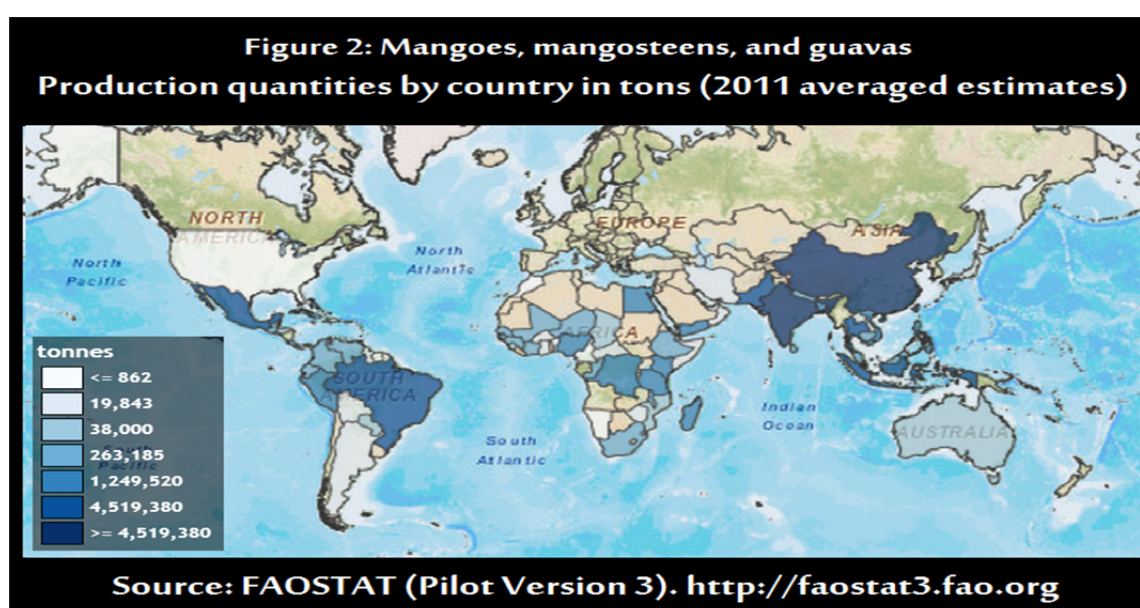 Figure 2: Mangoes, mangosteens, and guavas
Production quantities by country in tons (2011 averaged estimates)
NORTH
AMERICA
EUROPE
ASIA
North
Pacific
North
Atlantic
AFRICA
SOUTH
AMERICA
Indian
Ocean
South
Atlantic
AUSTRALIA
tonnes
<= 862
19,843
38,000
263,185
1,249,520
4,519,380
>= 4,519,380
South
Pacific
Source: FAOSTAT (Pilot Version 3). http://faostat3.fao.org